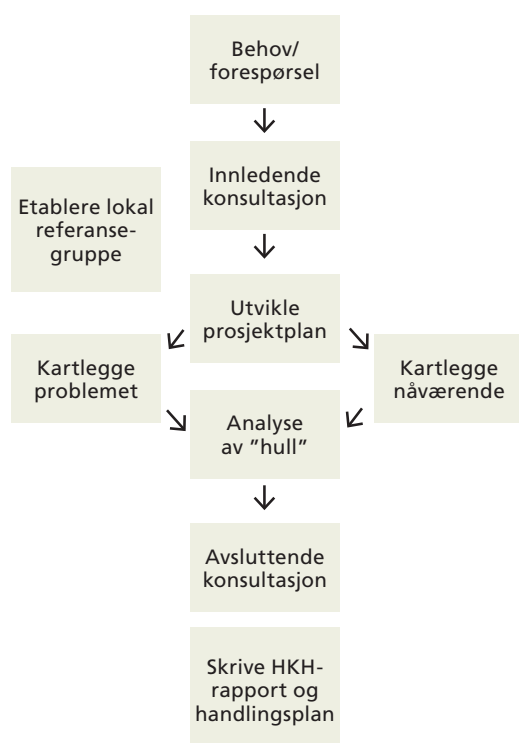 Behov/
forespørsel
Innledende
konsultasjon
Etablere lokal
referanse-
gruppe
Utvikle
prosjektplan
Kartlegge
problemet
Kartlegge
nåværende
Analyse
av ”hull”
Avsluttende
konsultasjon
Skrive HKH-
rapport og
handlingsplan